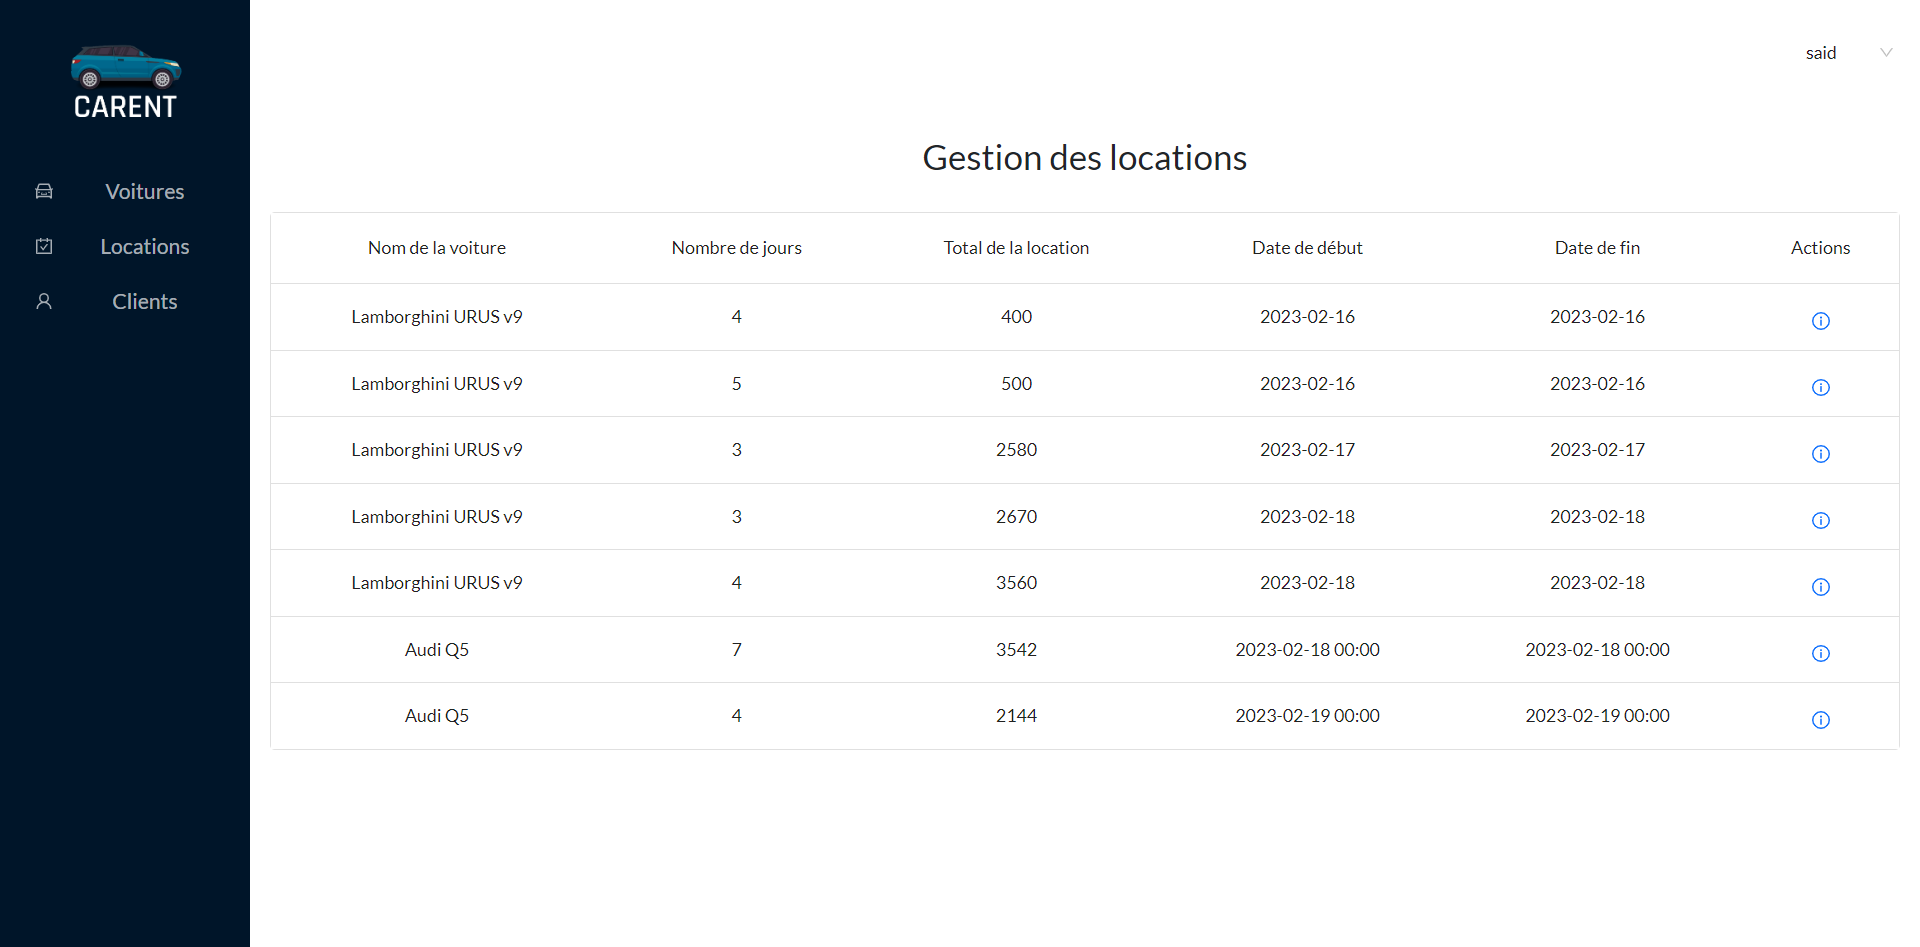 CARENT
Voitures
Locations
Clients
said
Gestion des locations
Nom de la voiture Nombre de jours Total de la location Date de début Date de fin Actions
Lamborghini URUS v9 4 400 2023-02-16 2023-02-16
Lamborghini URUS v9 5 500 2023-02-16 2023-02-16
Lamborghini URUS v9 3 2580 2023-02-17 2023-02-17
Lamborghini URUS v9 3 2670 2023-02-18 2023-02-18
Lamborghini URUS v9 4 3560 2023-02-18 2023-02-18
Audi Q5 7 3542 2023-02-18 00:00 2023-02-18 00:00
Audi Q5 4 2144 2023-02-19 00:00 2023-02-19 00:00